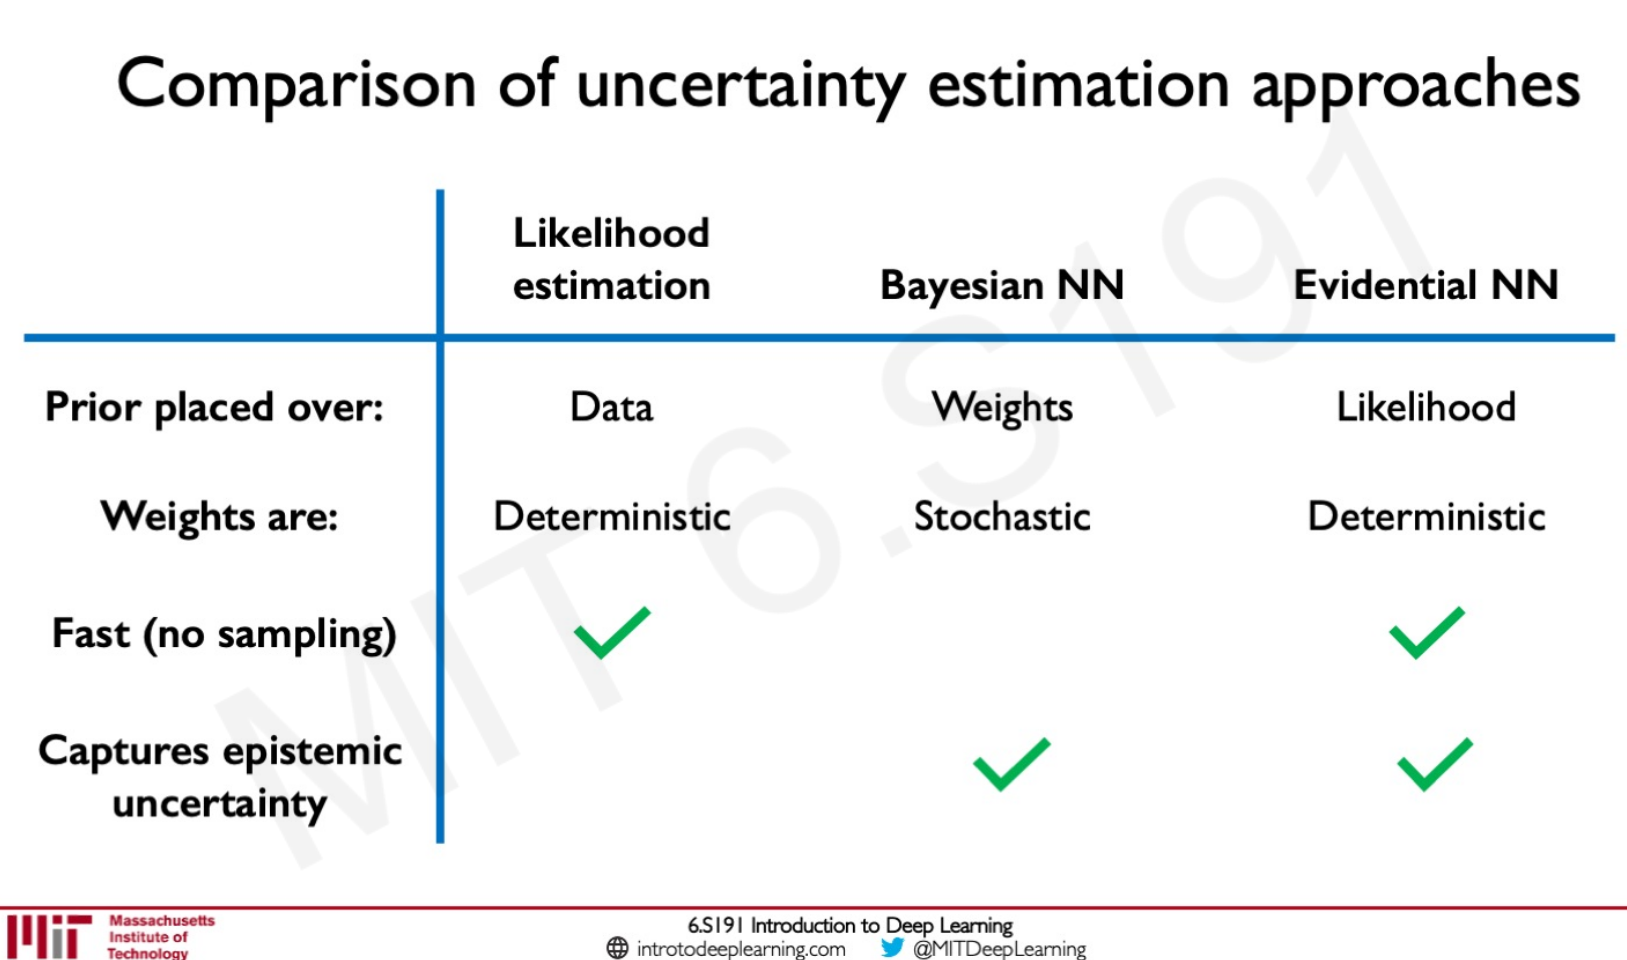 Comparison of uncertainty estimation approaches
Likelihood
estimation
Bayesian NN
Evidential NN
Prior placed over:
Data
Weights
Likelihood
Weights are:
Deterministic
Stochastic
Deterministic
Fast (no sampling)
Captures epistemic
uncertainty
MIT 6.S191
Massachusetts
Institute of
Technology
6.S191 Introduction to Deep Learning
introtodeeplearning.com
@MITDeepLearning